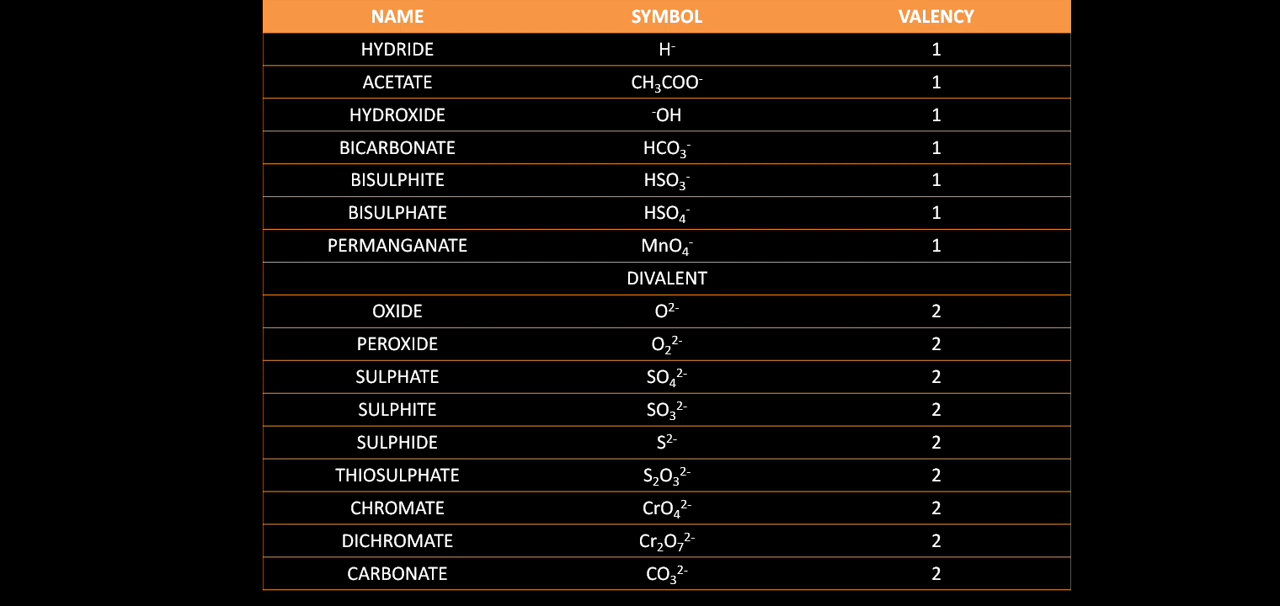 NAME SYMBOL VALENCY
HYDRIDE H⁻ 1
ACETATE CH₃COO⁻ 1
HYDROXIDE ⁻OH 1
BICARBONATE HCO₃⁻ 1
BISULPHITE HSO₃⁻ 1
BISULPHATE HSO₄⁻ 1
PERMANGANATE MnO₄⁻ 1
DIVALENT
OXIDE O²⁻ 2
PEROXIDE O₂²⁻ 2
SULPHATE SO₄²⁻ 2
SULPHITE SO₃²⁻ 2
SULPHIDE S²⁻ 2
THIOSULPHATE S₂O₃²⁻ 2
CHROMATE CrO₄²⁻ 2
DICHROMATE Cr₂O₇²⁻ 2
CARBONATE CO₃²⁻ 2